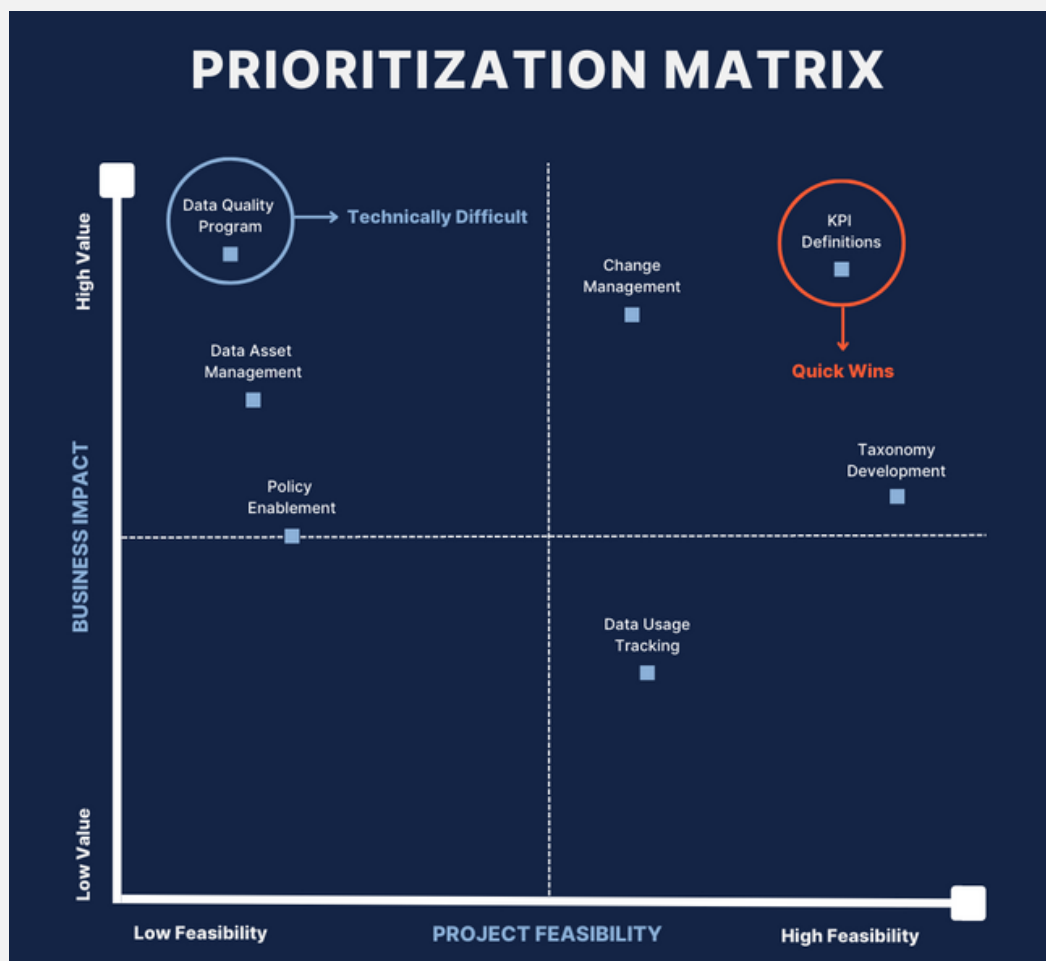 PRIORITIZATION MATRIX
Data Quality
Program
Technically Difficult
KPI
Definitions
Quick Wins
Change
Management
Data Asset
Management
Taxonomy
Development
Policy
Enablement
Data Usage
Tracking
High Value
BUSINESS IMPACT
Low Value
Low Feasibility
PROJECT FEASIBILITY
High Feasibility